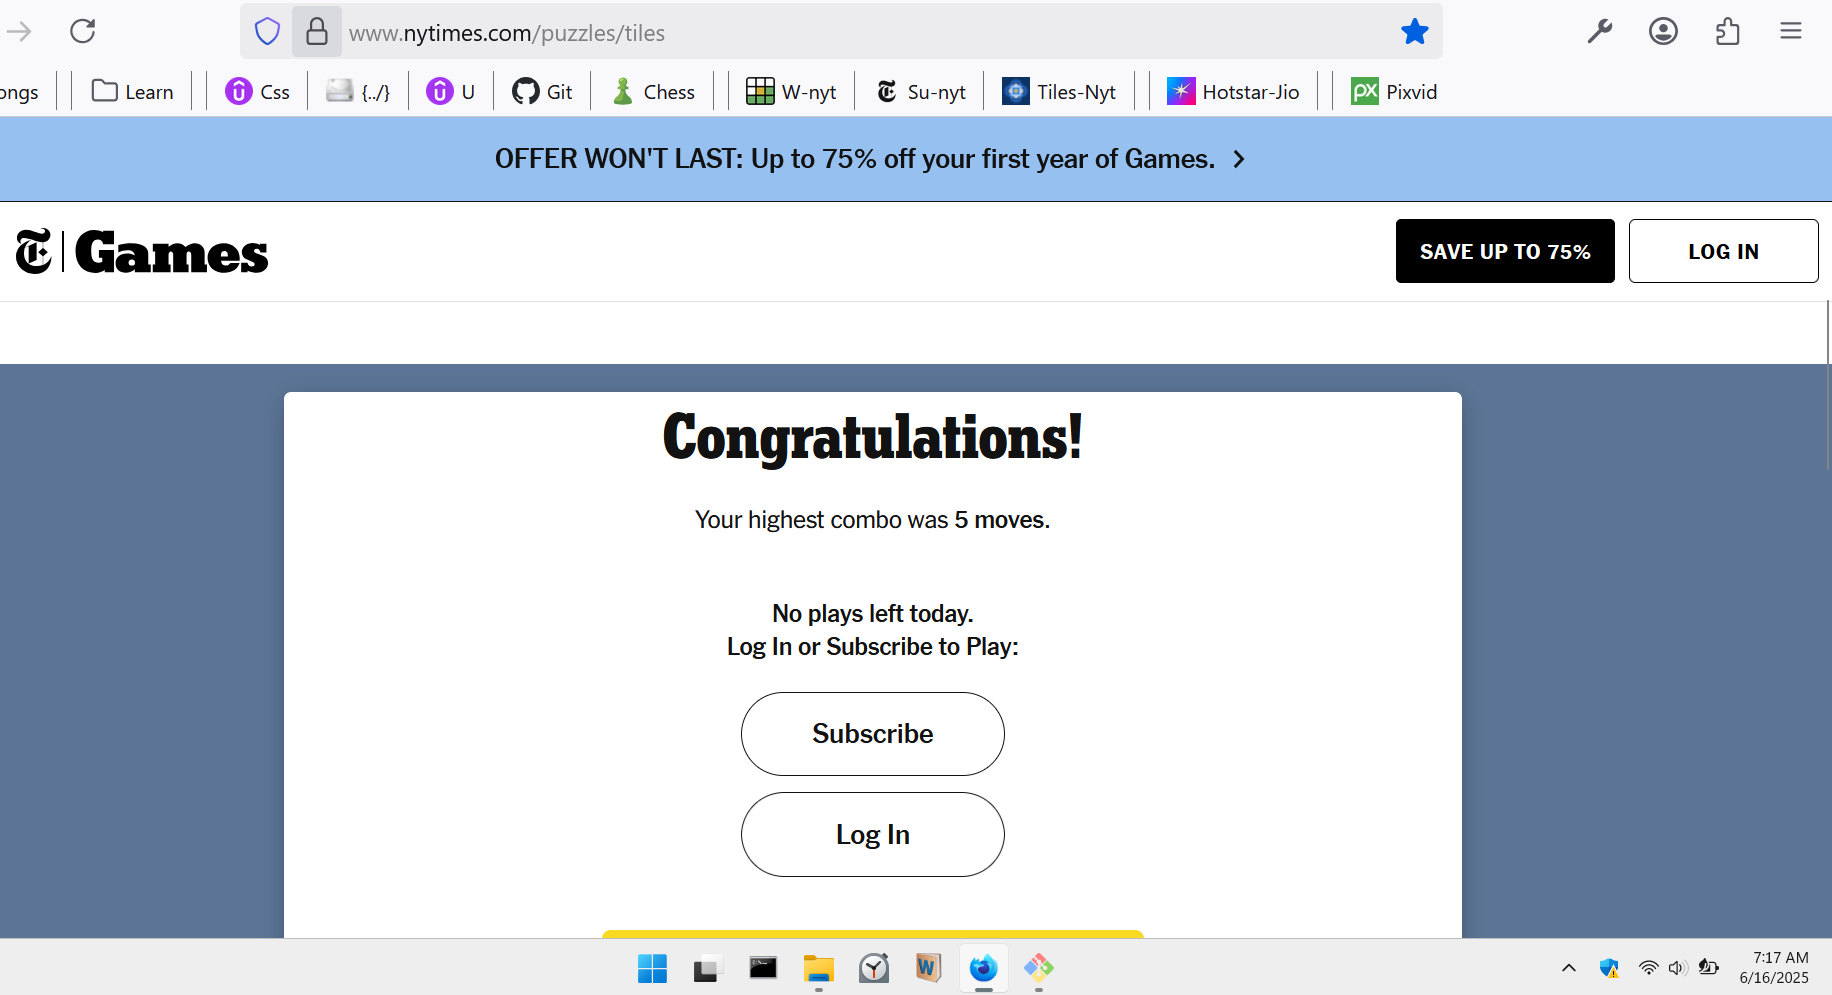 www.nytimes.com/puzzles/tiles
ongs Learn Css {../} U Git Chess W-nyt Su-nyt Tiles-Nyt Hotstar-Jio Pixvid
OFFER WON'T LAST: Up to 75% off your first year of Games.
Games
SAVE UP TO 75%
LOG IN
Congratulations!
Your highest combo was 5 moves.
No plays left today.
Log In or Subscribe to Play:
Subscribe
Log In
7:17 AM
6/16/2025